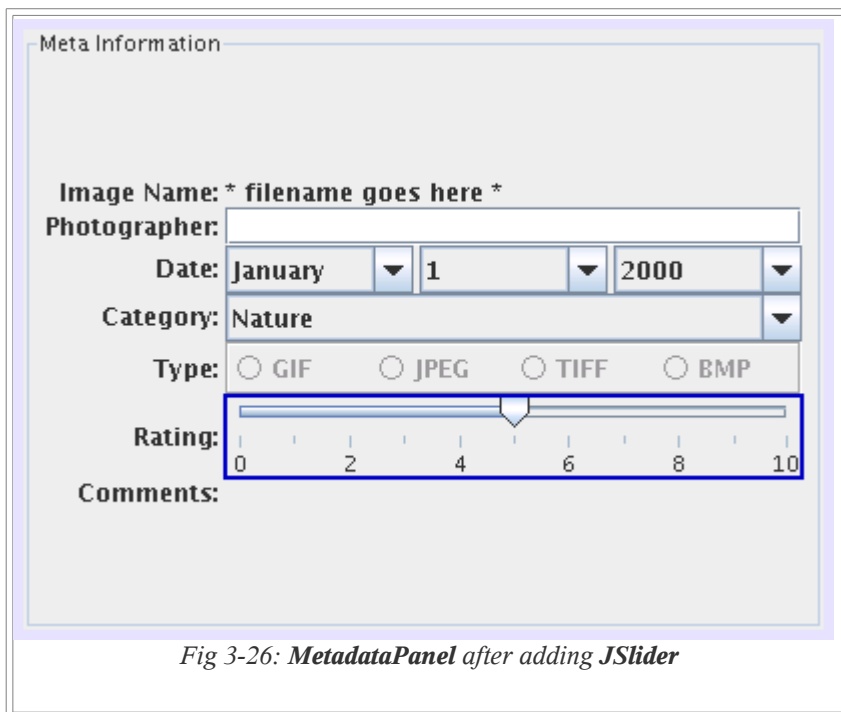 Meta Information
Image Name: * filename goes here *
Photographer:
Date: January 1 2000
Category: Nature
Type: GIF JPEG TIFF BMP
Rating:
0 2 4 6 8 10
Comments:
Fig 3-26: MetadataPanel after adding JSlider